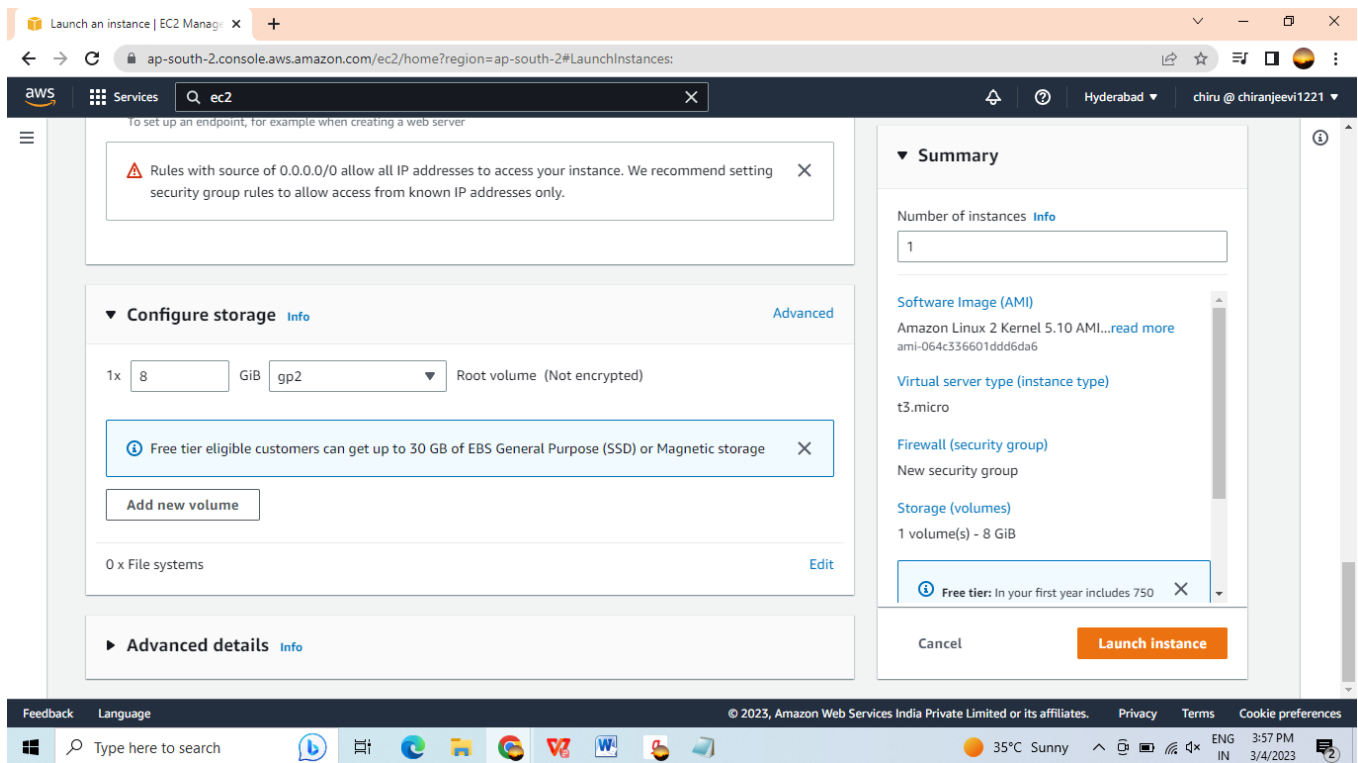 Launch an instance | EC2 Manage
ap-south-2.console.aws.amazon.com/ec2/home?region=ap-south-2#LaunchInstances:
aws
Services
ec2
Hyderabad
chiru @ chiranjeevi1221
To set up an endpoint, for example when creating a web server
Rules with source of 0.0.0.0/0 allow all IP addresses to access your instance. We recommend setting
security group rules to allow access from known IP addresses only.
Configure storage Info
Advanced
1x 8 GiB gp2 Root volume (Not encrypted)
Free tier eligible customers can get up to 30 GB of EBS General Purpose (SSD) or Magnetic storage
Add new volume
0 x File systems
Edit
Advanced details Info
Summary
Number of instances Info
1
Software Image (AMI)
Amazon Linux 2 Kernel 5.10 AMI...read more
ami-064c336601ddd6da6
Virtual server type (instance type)
t3.micro
Firewall (security group)
New security group
Storage (volumes)
1 volume(s) - 8 GiB
Free tier: In your first year includes 750
Cancel
Launch instance
Feedback
Language
© 2023, Amazon Web Services India Private Limited or its affiliates.
Privacy
Terms
Cookie preferences
Type here to search
35°C Sunny
ENG
IN
3:57 PM
3/4/2023
2